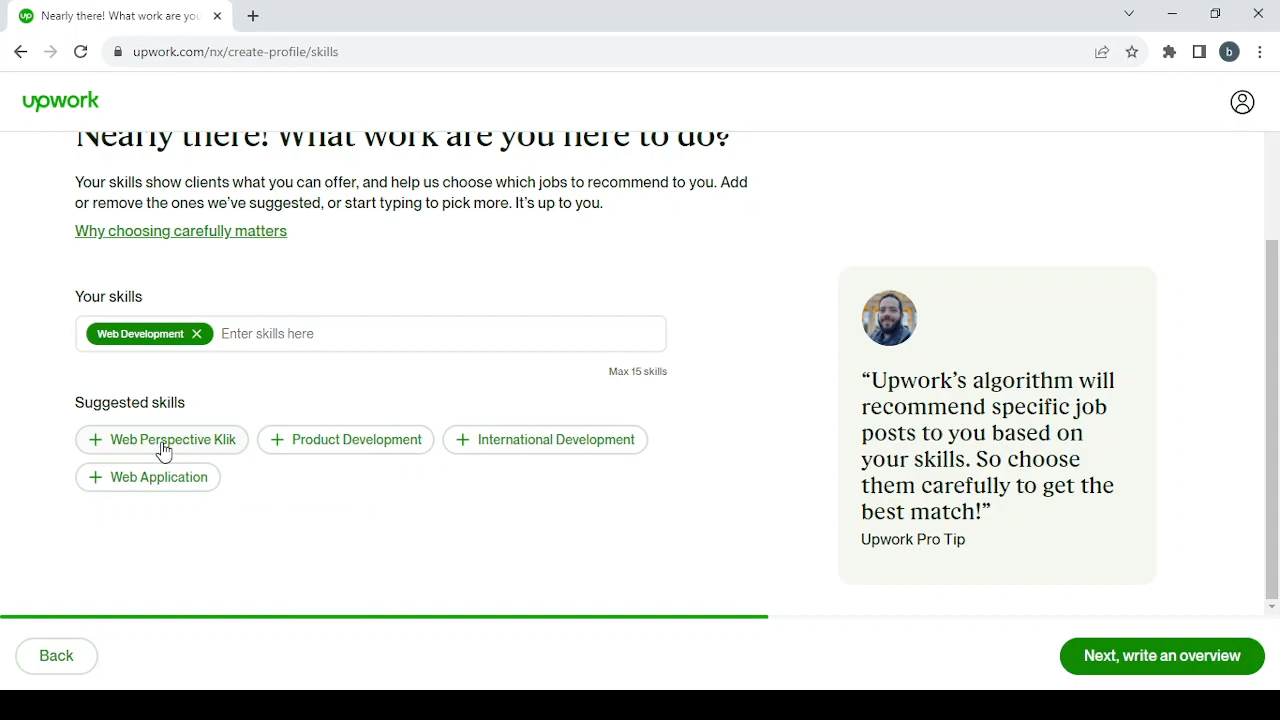 Nearly there! What work are you
upwork.com/nx/create-profile/skills
b
upwork
Nearly there! What work are you here to do?
Your skills show clients what you can offer, and help us choose which jobs to recommend to you. Add
or remove the ones we've suggested, or start typing to pick more. It's up to you.
Why choosing carefully matters
Your skills
Web Development
Enter skills here
Max 15 skills
Suggested skills
Web Perspective Klik
Product Development
International Development
Web Application
“Upwork’s algorithm will
recommend specific job
posts to you based on
your skills. So choose
them carefully to get the
best match!”
Upwork Pro Tip
Back
Next, write an overview